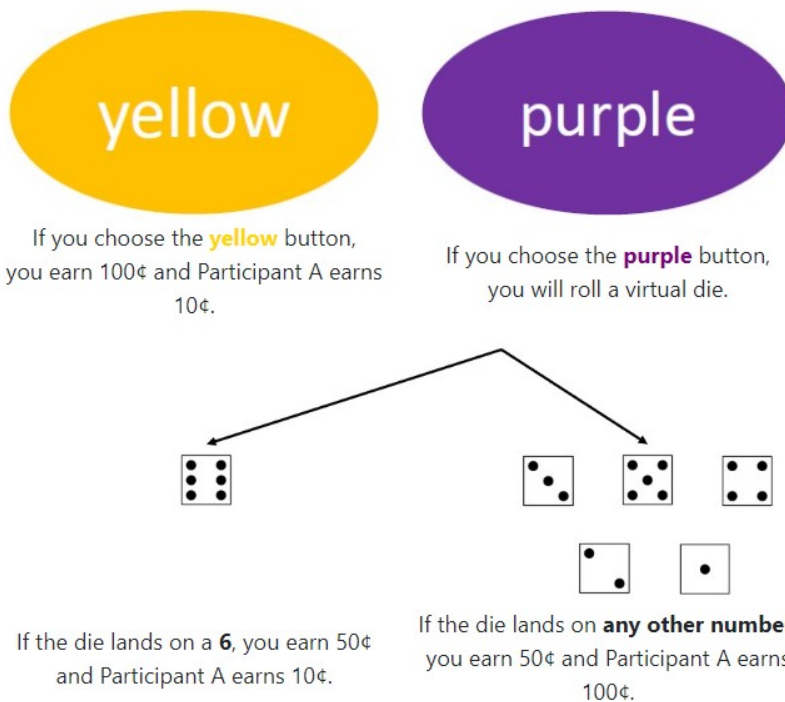 yellow
purple
If you choose the yellow button,
you earn 100¢ and Participant A earns
10¢.
If you choose the purple button,
you will roll a virtual die.
If the die lands on a 6, you earn 50¢
and Participant A earns 10¢.
If the die lands on any other numbe
you earn 50¢ and Participant A earns
100¢.